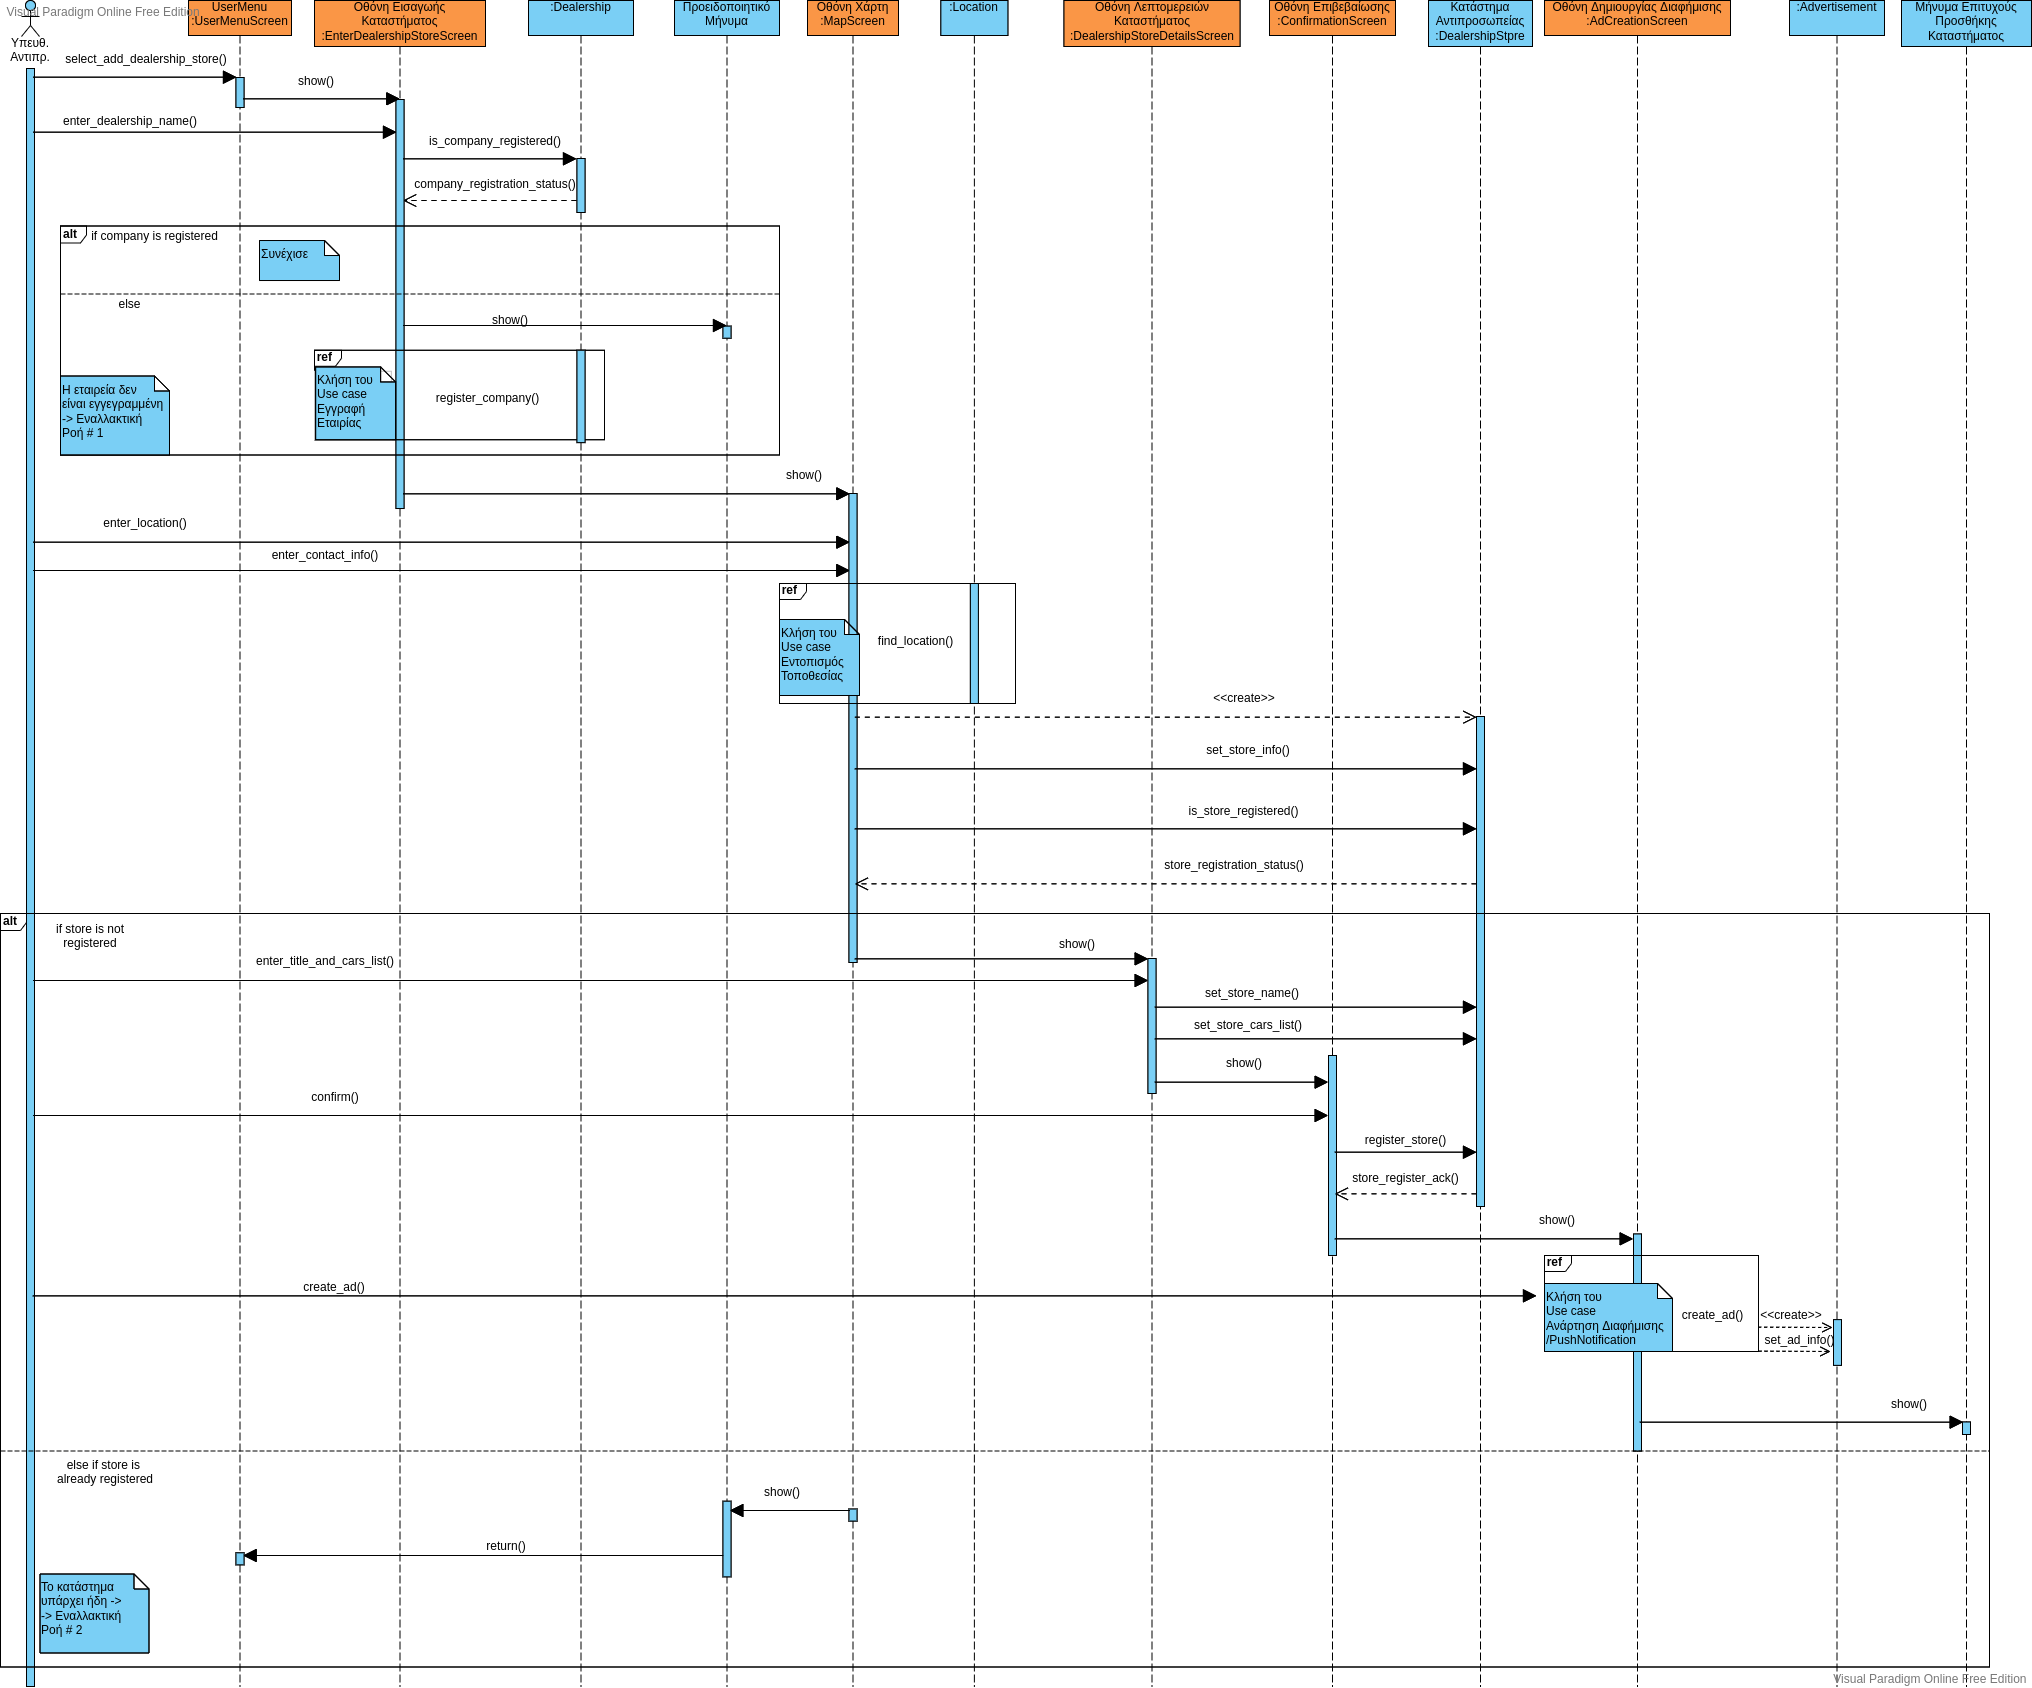 Visual Paradigm Online Free Edition
Υπευθ.
Αντιπρ.
UserMenu
:UserMenuScreen
Οθόνη Εισαγωγής
Καταστήματος
:EnterDealershipStoreScreen
:Dealership
Προειδοποιητικό
Μήνυμα
Οθόνη Χάρτη
:MapScreen
:Location
Οθόνη Λεπτομερειών
Καταστήματος
:DealershipStoreDetailsScreen
Οθόνη Επιβεβαίωσης
:ConfirmationScreen
Κατάστημα
Αντιπροσωπείας
:DealershipStpre
Οθόνη Δημιουργίας Διαφήμισης
:AdCreationScreen
:Advertisement
Μήνυμα Επιτυχούς
Προσθήκης
Καταστήματος
select_add_dealership_store()
show()
enter_dealership_name()
is_company_registered()
company_registration_status()
alt
if company is registered
Συνέχισε
else
show()
ref
Κλήση του
Use case
Εγγραφή
Εταιρίας
register_company()
Η εταιρεία δεν
είναι εγγεγραμμένη
-> Εναλλακτική
Ροή # 1
show()
enter_location()
enter_contact_info()
ref
Κλήση του
Use case
Εντοπισμός
Τοποθεσίας
find_location()
<<create>>
set_store_info()
is_store_registered()
store_registration_status()
alt
if store is not
registered
show()
enter_title_and_cars_list()
set_store_name()
set_store_cars_list()
show()
confirm()
register_store()
store_register_ack()
show()
ref
create_ad()
Κλήση του
Use case
Ανάρτηση Διαφήμισης
/PushNotification
create_ad()
<<create>>
set_ad_info()
show()
else if store is
already registered
show()
return()
Το κατάστημα
υπάρχει ήδη ->
-> Εναλλακτική
Ροή # 2
Visual Paradigm Online Free Edition